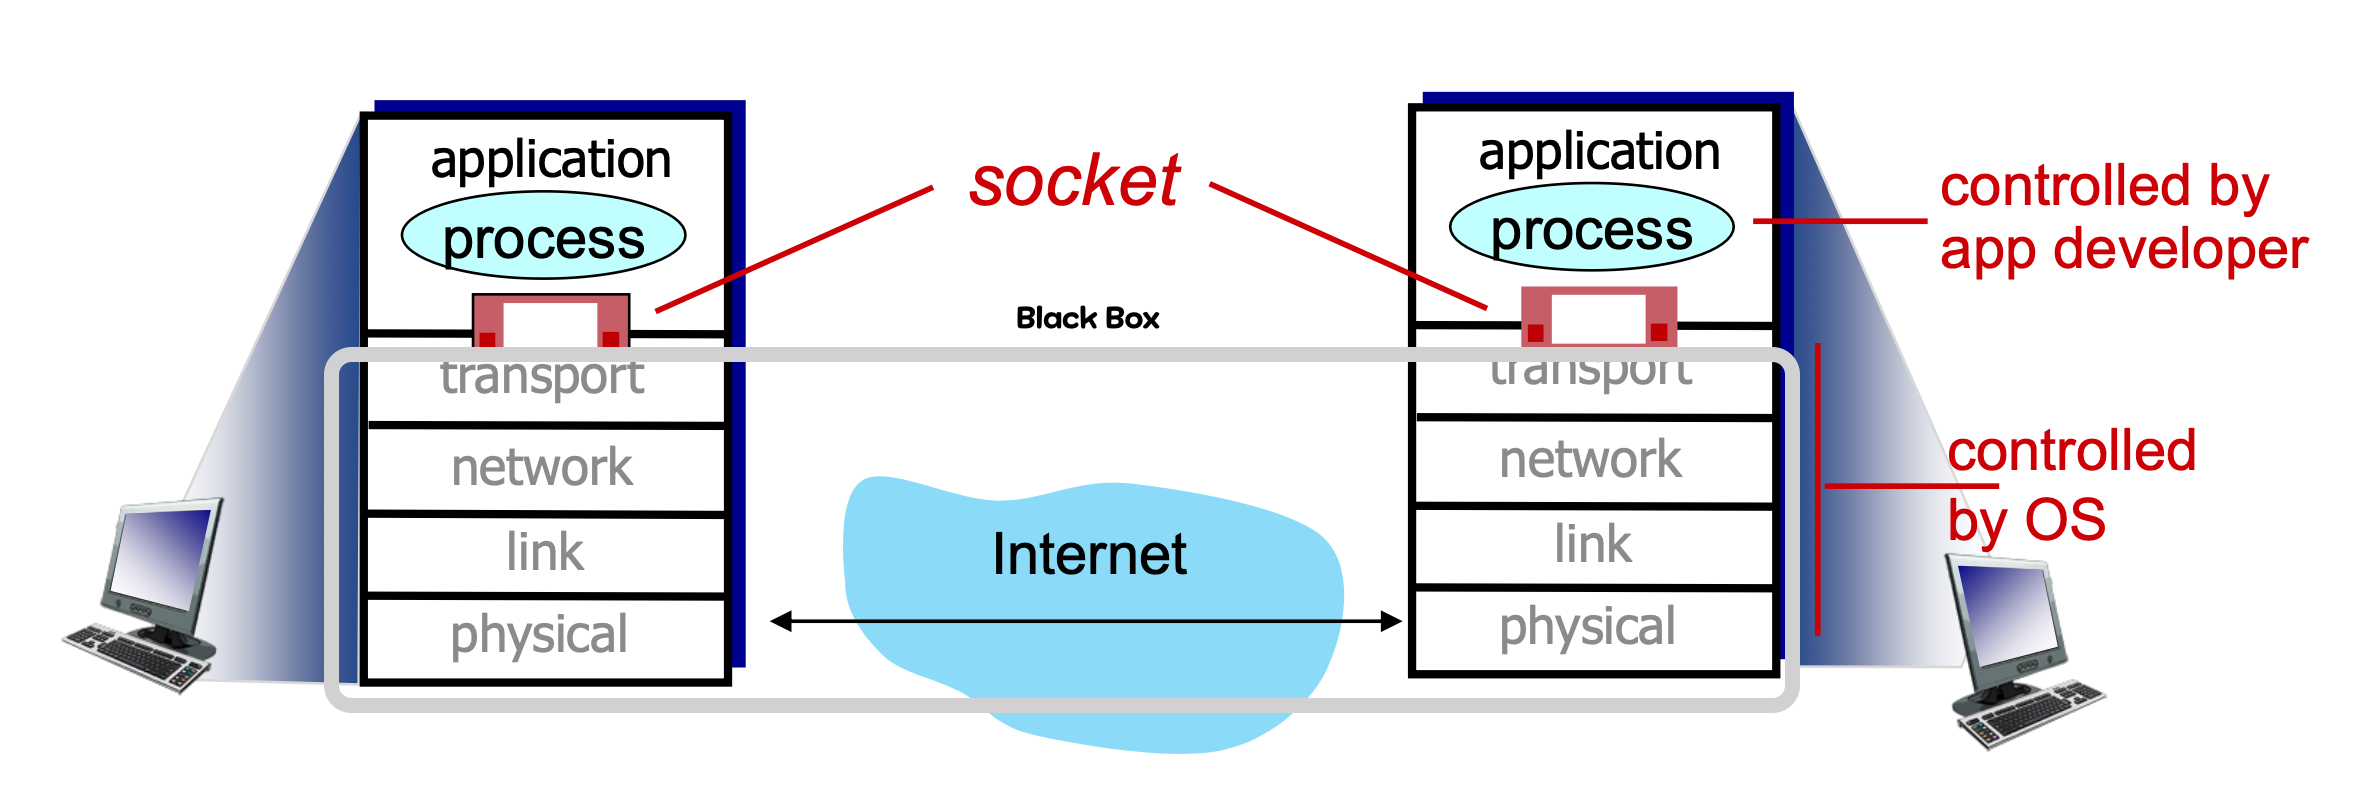 application
process
transport
network
link
physical
socket
Black Box
Internet
application
process
transport
network
link
physical
controlled by
app developer
controlled
by OS